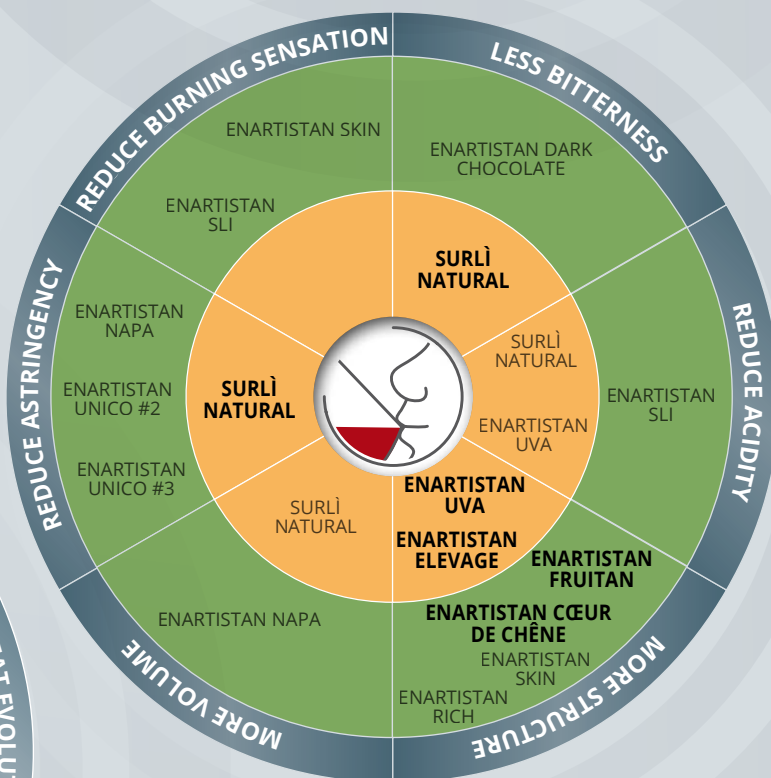 REDUCE BURNING SENSATION
LESS BITTERNESS
REDUCE ACIDITY
MORE STRUCTURE
MORE VOLUME
REDUCE ASTRINGENCY
ENARTISTAN SKIN
ENARTISTAN
SLI
ENARTISTAN DARK
CHOCOLATE
SURLÌ
NATURAL
SURLÌ
NATURAL
ENARTISTAN
UVA
ENARTISTAN
SLI
ENARTISTAN
UVA
ENARTISTAN
ELEVAGE
ENARTISTAN
FRUITAN
ENARTISTAN CŒUR
DE CHÊNE
ENARTISTAN
SKIN
ENARTISTAN
RICH
SURLÌ
NATURAL
ENARTISTAN NAPA
SURLÌ
NATURAL
ENARTISTAN
NAPA
ENARTISTAN
UNICO #2
ENARTISTAN
UNICO #3